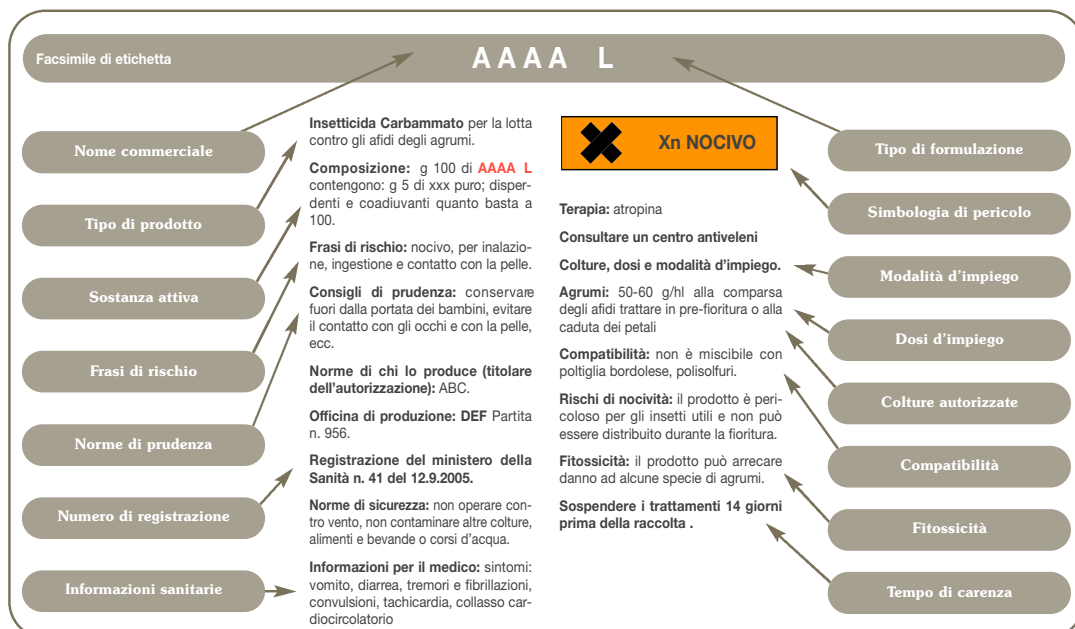 Facsimile di etichetta
AAAA L
Nome commerciale
Tipo di prodotto
Sostanza attiva
Frasi di rischio
Norme di prudenza
Numero di registrazione
Informazioni sanitarie
Insetticida Carbammato per la lotta
contro gli afidi degli agrumi.
Composizione: g 100 di AAAA L
contengono: g 5 di xxx puro; disper-
denti e coadiuvanti quanto basta a
100.
Frasi di rischio: nocivo, per inalazio-
ne, ingestione e contatto con la pelle.
Consigli di prudenza: conservare
fuori dalla portata dei bambini, evitare
il contatto con gli occhi e con la pelle,
ecc.
Norme di chi lo produce (titolare
dell'autorizzazione): ABC.
Officina di produzione: DEF Partita
n. 956.
Registrazione del ministero della
Sanità n. 41 del 12.9.2005.
Norme di sicurezza: non operare con-
tro vento, non contaminare altre colture,
alimenti e bevande o corsi d'acqua.
Informazioni per il medico: sintomi:
vomito, diarrea, tremori e fibrillazioni,
convulsioni, tachicardia, collasso car-
diocircolatorio
Xn NOCIVO
Terapia: atropina
Consultare un centro antiveleni
Colture, dosi e modalità d'impiego.
Agrumi: 50-60 g/hl alla comparsa
degli afidi trattare in pre-fioritura o alla
caduta dei petali
Compatibilità: non è miscibile con
poltiglia bordolese, polisolfuri.
Rischi di nocività: il prodotto è peri-
coloso per gli insetti utili e non può
essere distribuito durante la fioritura.
Fitossicità: il prodotto può arrecare
danno ad alcune specie di agrumi.
Sospendere i trattamenti 14 giorni
prima della raccolta .
Tipo di formulazione
Simbologia di pericolo
Modalità d'impiego
Dosi d'impiego
Colture autorizzate
Compatibilità
Fitossicità
Tempo di carenza